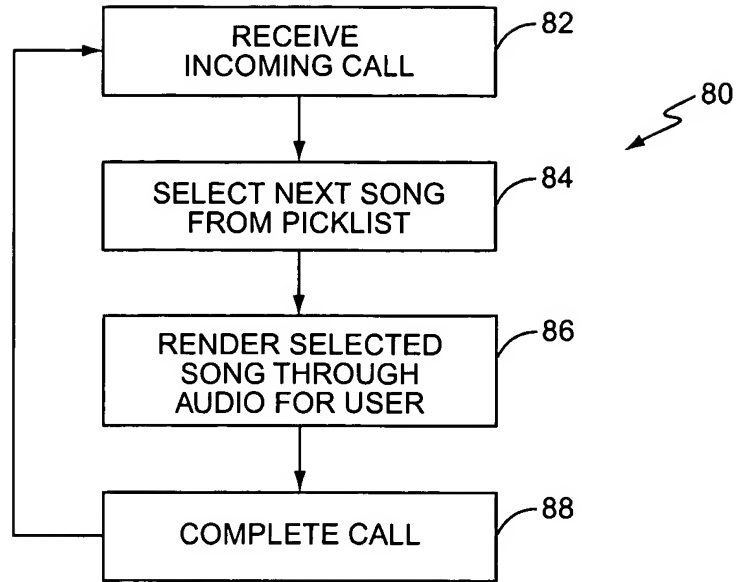 RECEIVE
INCOMING CALL
82
80
SELECT NEXT SONG
FROM PICKLIST
84
RENDER SELECTED
SONG THROUGH
AUDIO FOR USER
86
COMPLETE CALL
88